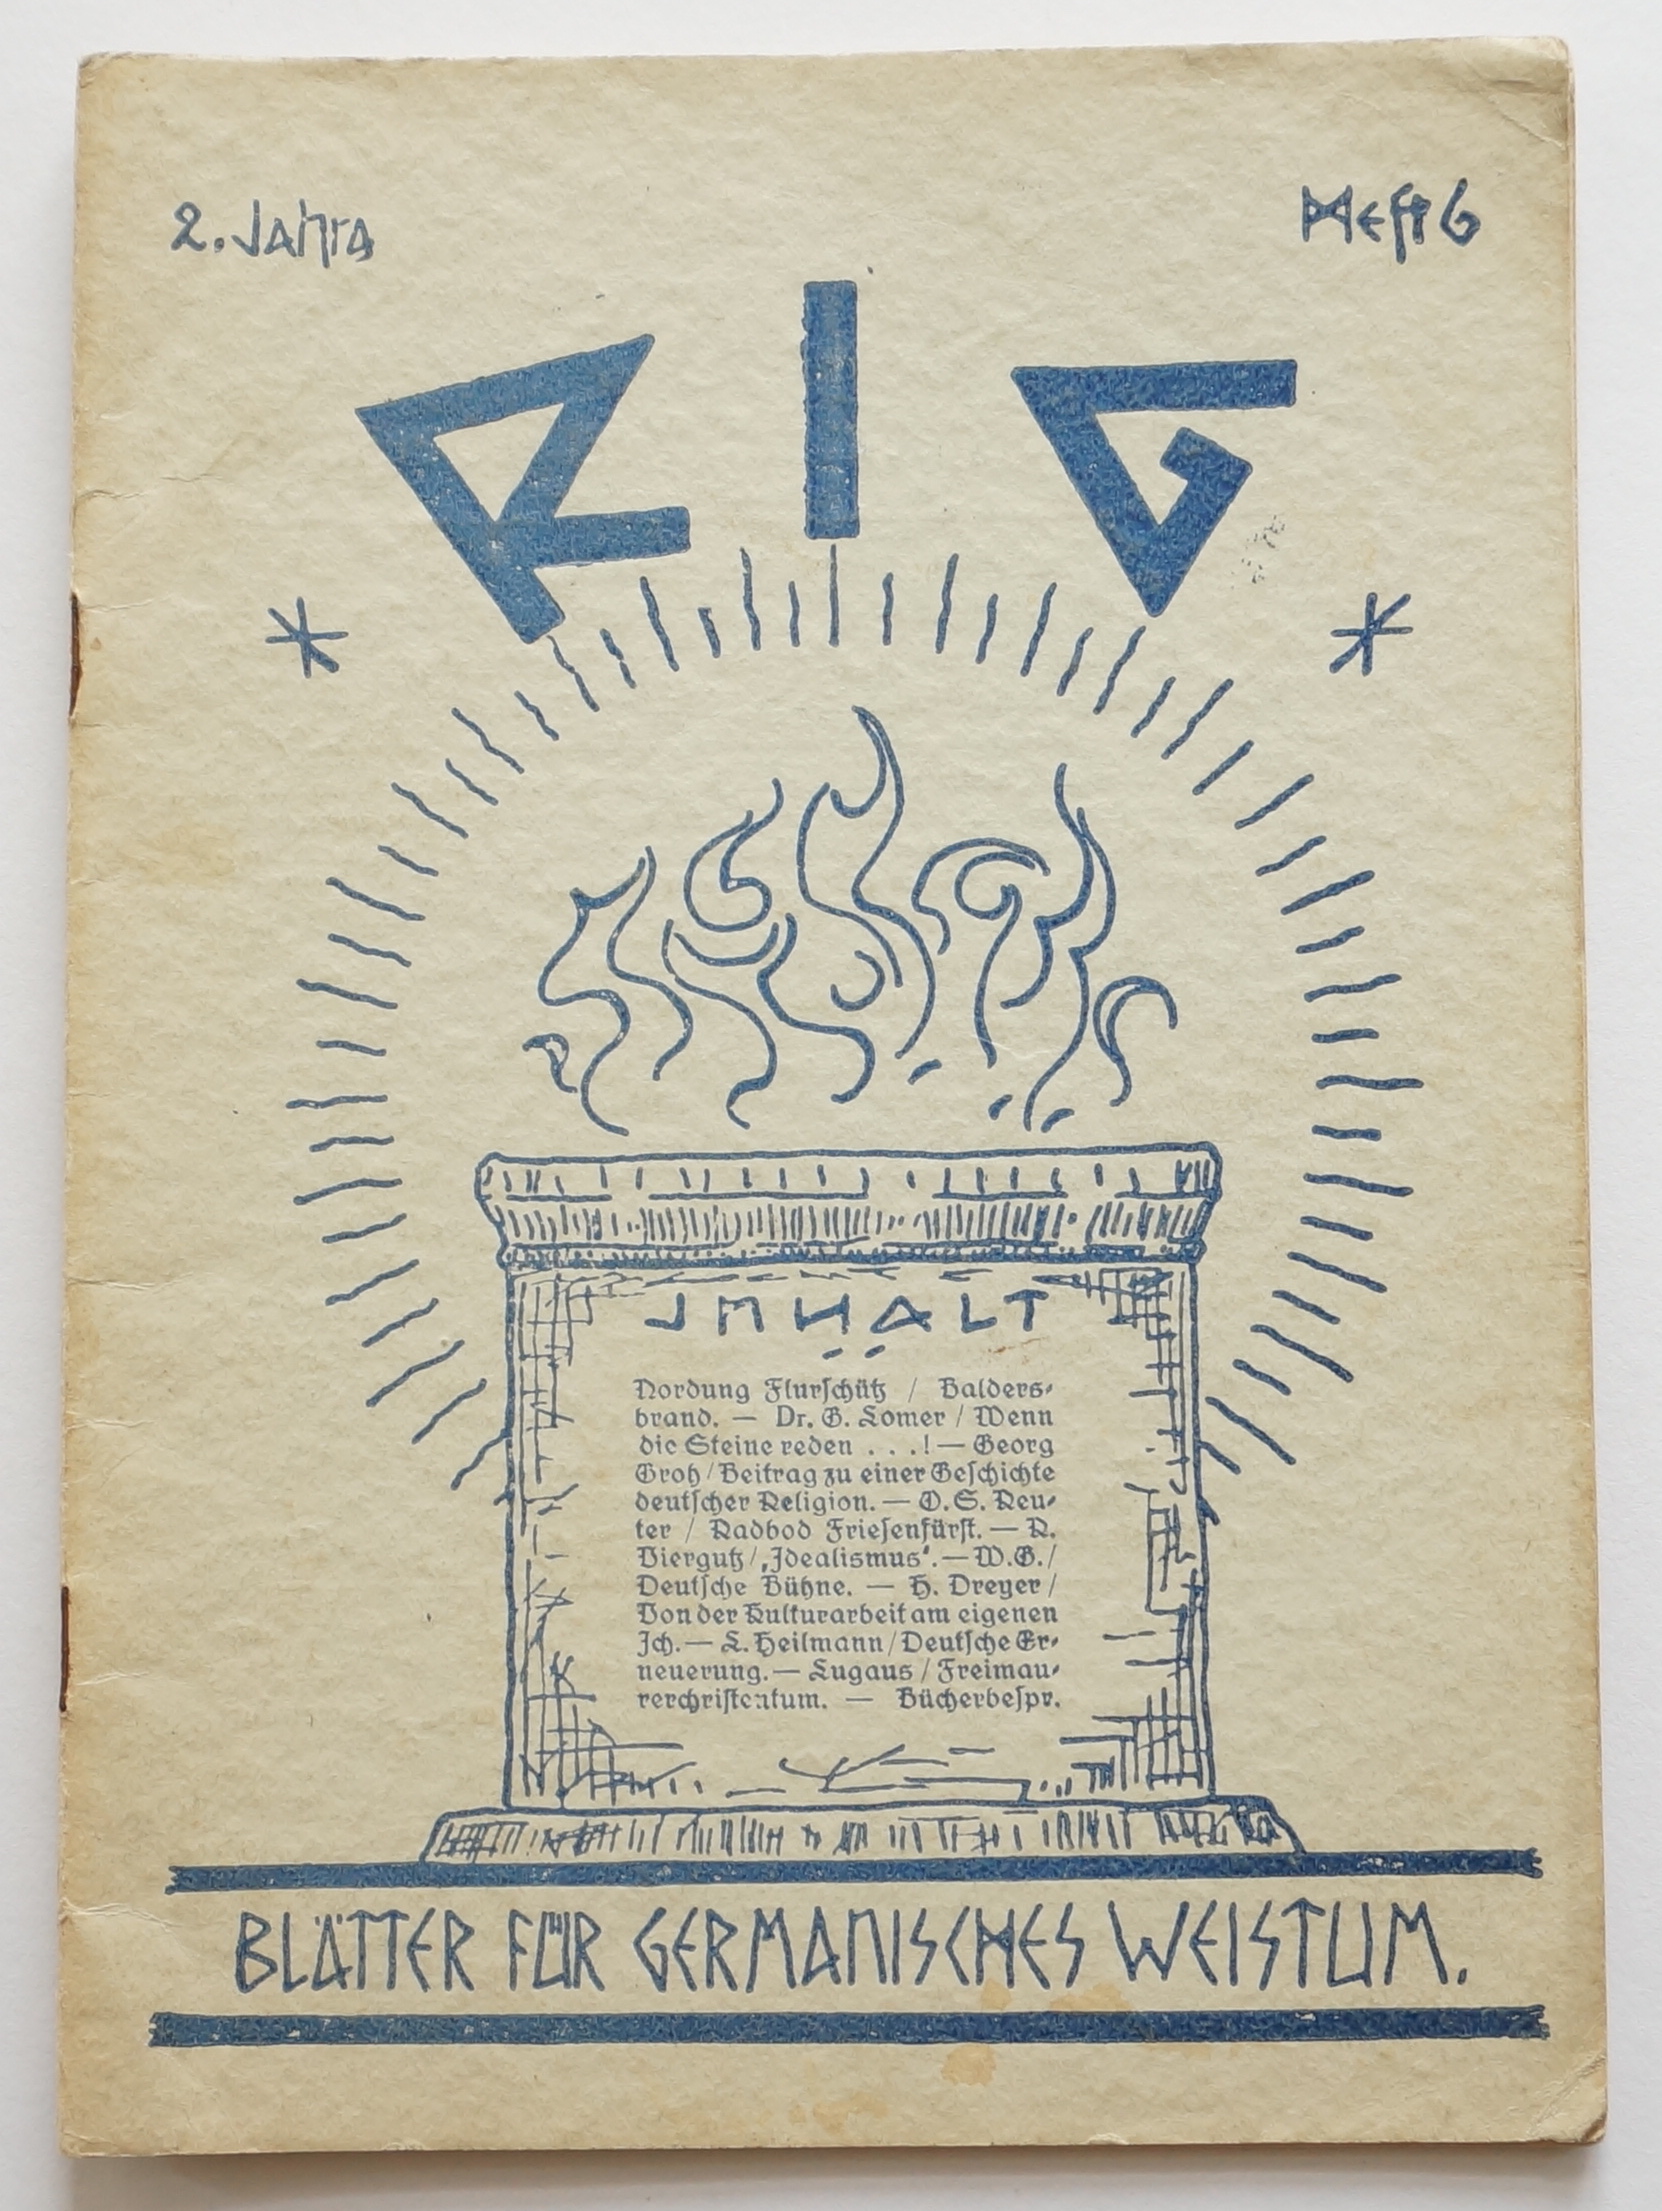 2. Jahrg
Heft 6
RIG
JNHALT
Nordung Flurschütz / Balders-
brand. — Dr. G. Lomer / Wenn
die Steine reden . . .! — Georg
Groh / Beitrag zu einer Geschichte
deutscher Religion. — O. S. Reu-
ter / Radbod Friesenfürst. — R.
Viergutz / „Idealismus“. — W. G. /
Deutsche Bühne. — H. Dreyer /
Von der Kulturarbeit am eigenen
Ich. — L. Heilmann / Deutsche Er-
neuerung. — Lugaus / Freimau-
rerchristentum. — Bücherbespr.
BLÄTTER FÜR GERMANISCHES WEISTUM.